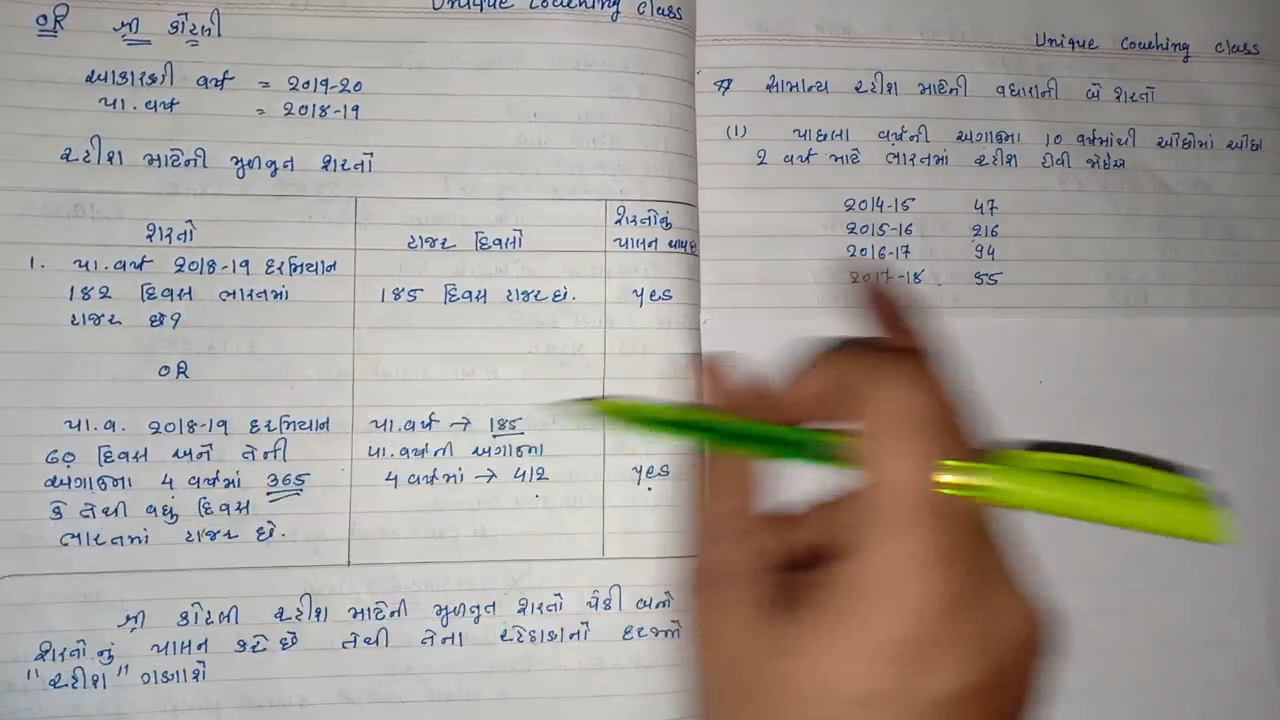 Unique Coaching Class
OR શ્રી કોટલી
આકારણી વર્ષ = 2019-20
પા.વર્ષ = 2018-19
રહીશ માટેની મુળભૂત શરતો
શરતો
હાજર દિવસો
શરતોનું પાલન થાય છે
1. પા.વર્ષ 2018-19 દરમિયાન
182 દિવસ ભારતમાં
હાજર છે?
185 દિવસ હાજર છે.
yes
OR
પા.વ. 2018-19 દરમિયાન
60 દિવસ અને તેની
અગાઉના 4 વર્ષમાં 365
કે તેથી વધુ દિવસ
ભારતમાં હાજર છે.
પા.વર્ષ → 185
પા.વર્ષની અગાઉના
4 વર્ષમાં → 412
yes
શ્રી કોટલી રહીશ માટેની મુળભૂત શરતો પૈકી બન્ને
શરતોનું પાલન કરે છે તેથી તેના રહેઠાણનો દરજ્જો
"રહીશ" ગણાશે
Unique Coaching Class
* સામાન્ય રહીશ માટેની વધારાની બે શરતો
(1) પાછલા વર્ષની અગાઉના 10 વર્ષમાંથી ઓછામાં ઓછા
2 વર્ષ માટે ભારતમાં રહીશ હોવી જોઈએ
2014-15 47
2015-16 216
2016-17 94
2017-18 55